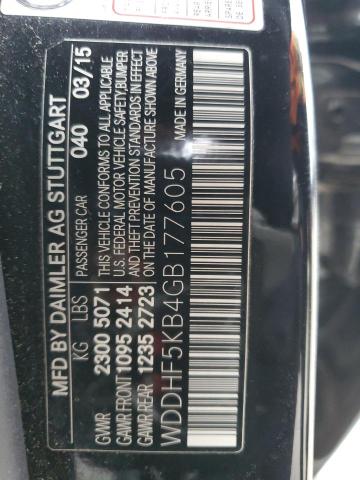 MFD BY DAIMLER AG STUTTGART
KG LBS PASSENGER CAR 040 03/15
GVWR 2300 5071 THIS VEHICLE CONFORMS TO ALL APPLICABLE
GAWR FRONT 1095 2414 U.S. FEDERAL MOTOR VEHICLE SAFETY, BUMPER
GAWR REAR 1235 2723 AND THEFT PREVENTION STANDARDS IN EFFECT
ON THE DATE OF MANUFACTURE SHOWN ABOVE
MADE IN GERMANY
WDDHF5KB4GB177605
REAR
SPARE